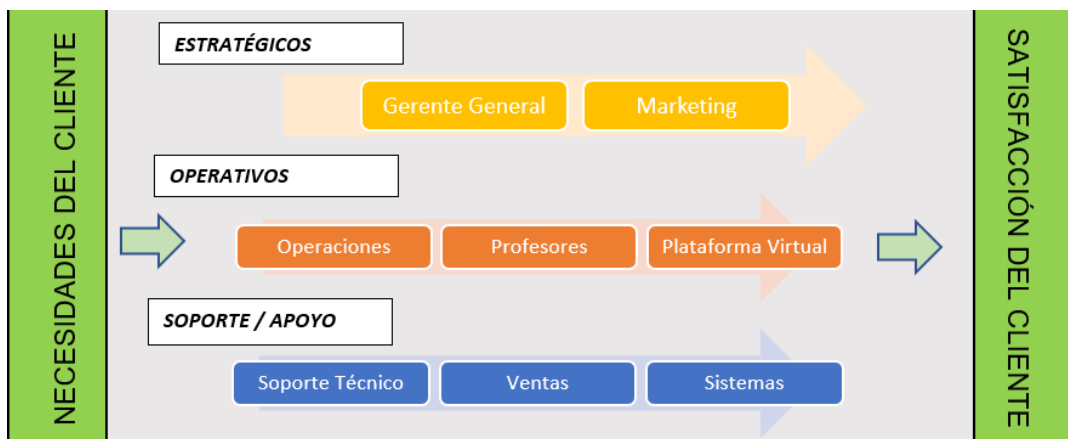 NECESIDADES DEL CLIENTE
ESTRATÉGICOS
Gerente General
Marketing
OPERATIVOS
Operaciones
Profesores
Plataforma Virtual
SOPORTE / APOYO
Soporte Técnico
Ventas
Sistemas
SATISFACCIÓN DEL CLIENTE